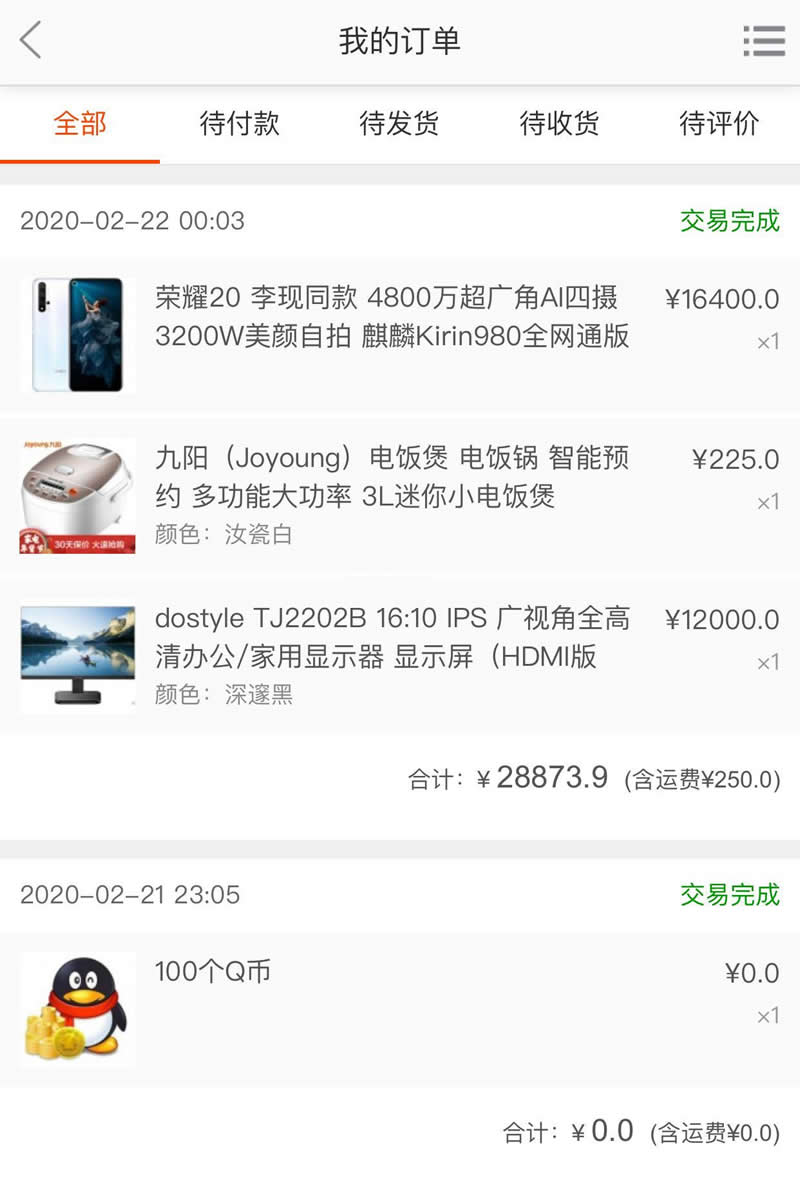 我的订单
全部
待付款
待发货
待收货
待评价
2020-02-22 00:03
交易完成
荣耀20 李现同款 4800万超广角AI四摄
¥16400.0
3200W美颜自拍 麒麟Kirin980全网通版
×1
Joyoung九阳
30天保价 火速抢购
九阳（Joyoung）电饭煲 电饭锅 智能预
¥225.0
约 多功能大功率 3L迷你小电饭煲
×1
颜色：汝瓷白
dostyle TJ2202B 16:10 IPS 广视角全高
¥12000.0
清办公/家用显示器 显示屏（HDMI版
×1
颜色：深邃黑
合计：¥28873.9 (含运费¥250.0)
2020-02-21 23:05
交易完成
100个Q币
¥0.0
×1
合计：¥0.0 (含运费¥0.0)